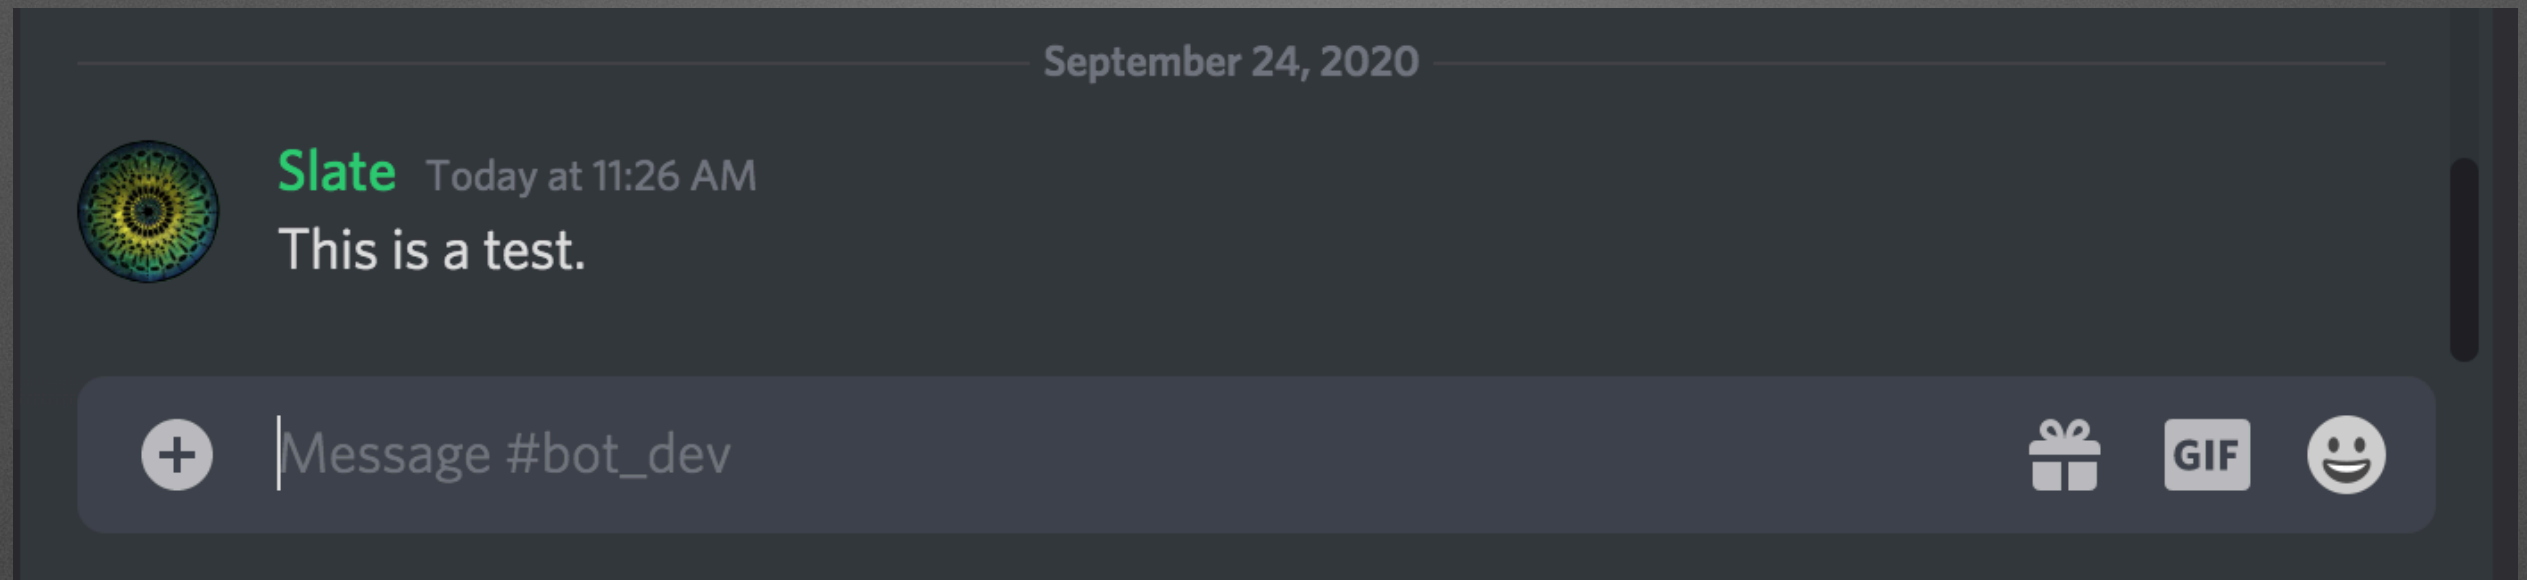 September 24, 2020
Slate Today at 11:26 AM
This is a test.
Message #bot_dev GIF